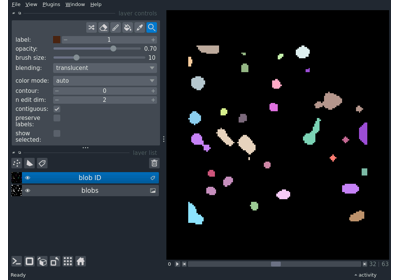 File View Plugins Window Help
layer controls
label: 1
opacity: 0.70
brush size: 10
blending: translucent
color mode: auto
contour: 0
n edit dim: 2
contiguous:
preserve labels:
show selected:
layer list
blob ID
blobs
32 63
Ready
activity